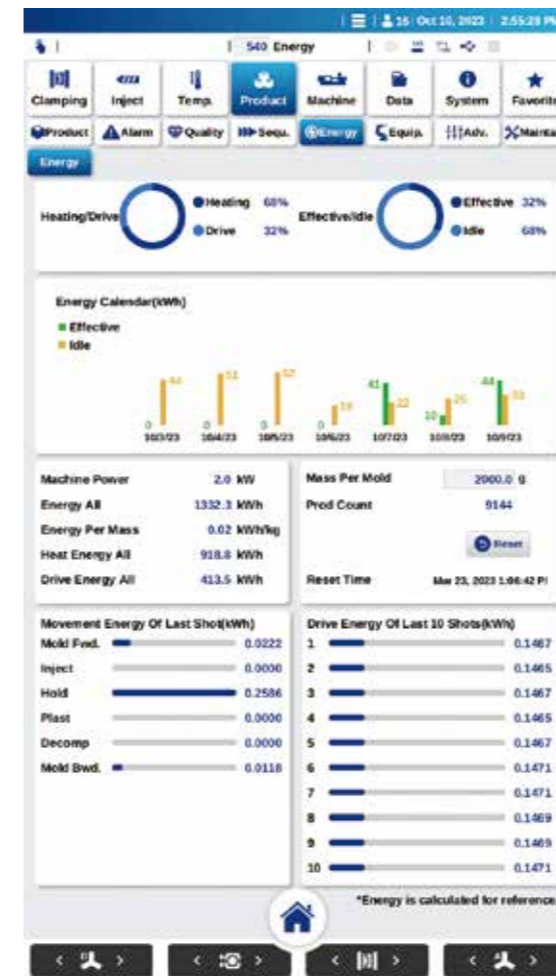 16 | Oct 10, 2023 | 2:55:29 PM
540 Energy
Clamping Inject Temp. Product Machine Data System Favorite
Product Alarm Quality Sequ. Energy Equip. Adv. Mainta
Energy
Heating/Drive Heating 68% Effective/Idle Effective 32%
Drive 32% Idle 68%
Energy Calendar(kWh)
Effective
Idle
0 44 0 51 0 52 0 18 41 22 10 25 44 33
10/3/23 10/4/23 10/5/23 10/6/23 10/7/23 10/8/23 10/9/23
Machine Power 2.0 kW
Energy All 1332.3 kWh
Energy Per Mass 0.02 kWh/kg
Heat Energy All 918.8 kWh
Drive Energy All 413.5 kWh
Mass Per Mold 2000.0 g
Prod Count 9144
Reset
Reset Time Mar 23, 2023 1:06:42 P
Movement Energy Of Last Shot(kWh)
Mold Fwd. 0.0222
Inject 0.0000
Hold 0.2586
Plast 0.0000
Decomp 0.0000
Mold Bwd. 0.0118
Drive Energy Of Last 10 Shots(kWh)
1 0.1467
2 0.1465
3 0.1467
4 0.1465
5 0.1467
6 0.1471
7 0.1471
8 0.1469
9 0.1469
10 0.1471
*Energy is calculated for reference